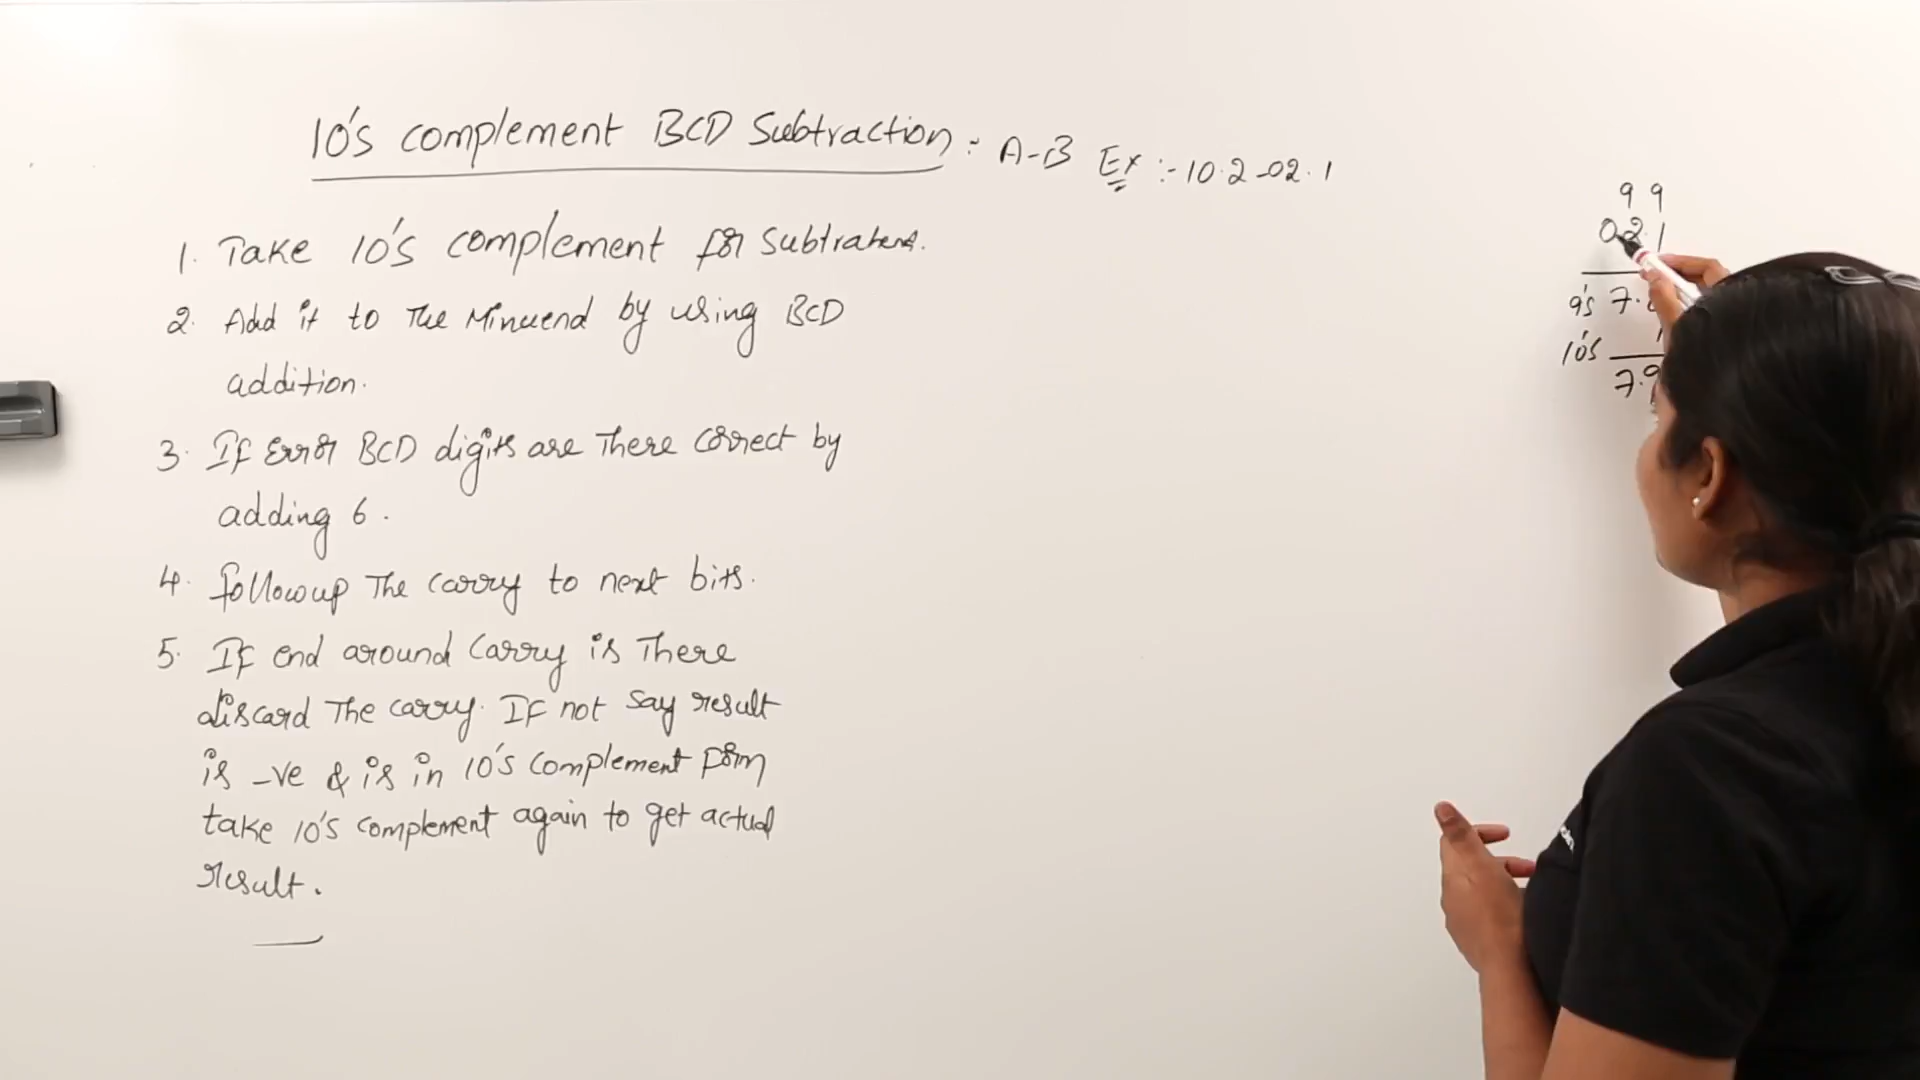 10's complement BCD Subtraction :- A-B Ex :- 10.2 -02.1
1. Take 10's complement for Subtrahend.
2. Add it to The Minuend by using BCD
addition.
3. If Error BCD digits are There Correct by
adding 6.
4. followup The carry to next bits.
5. If end around Carry is There
discard The carry. IF not say result
is -ve & is in 10's complement form
take 10's complement again to get actual
result.
9 9
02.1
9's 7.
10's 1
7.9